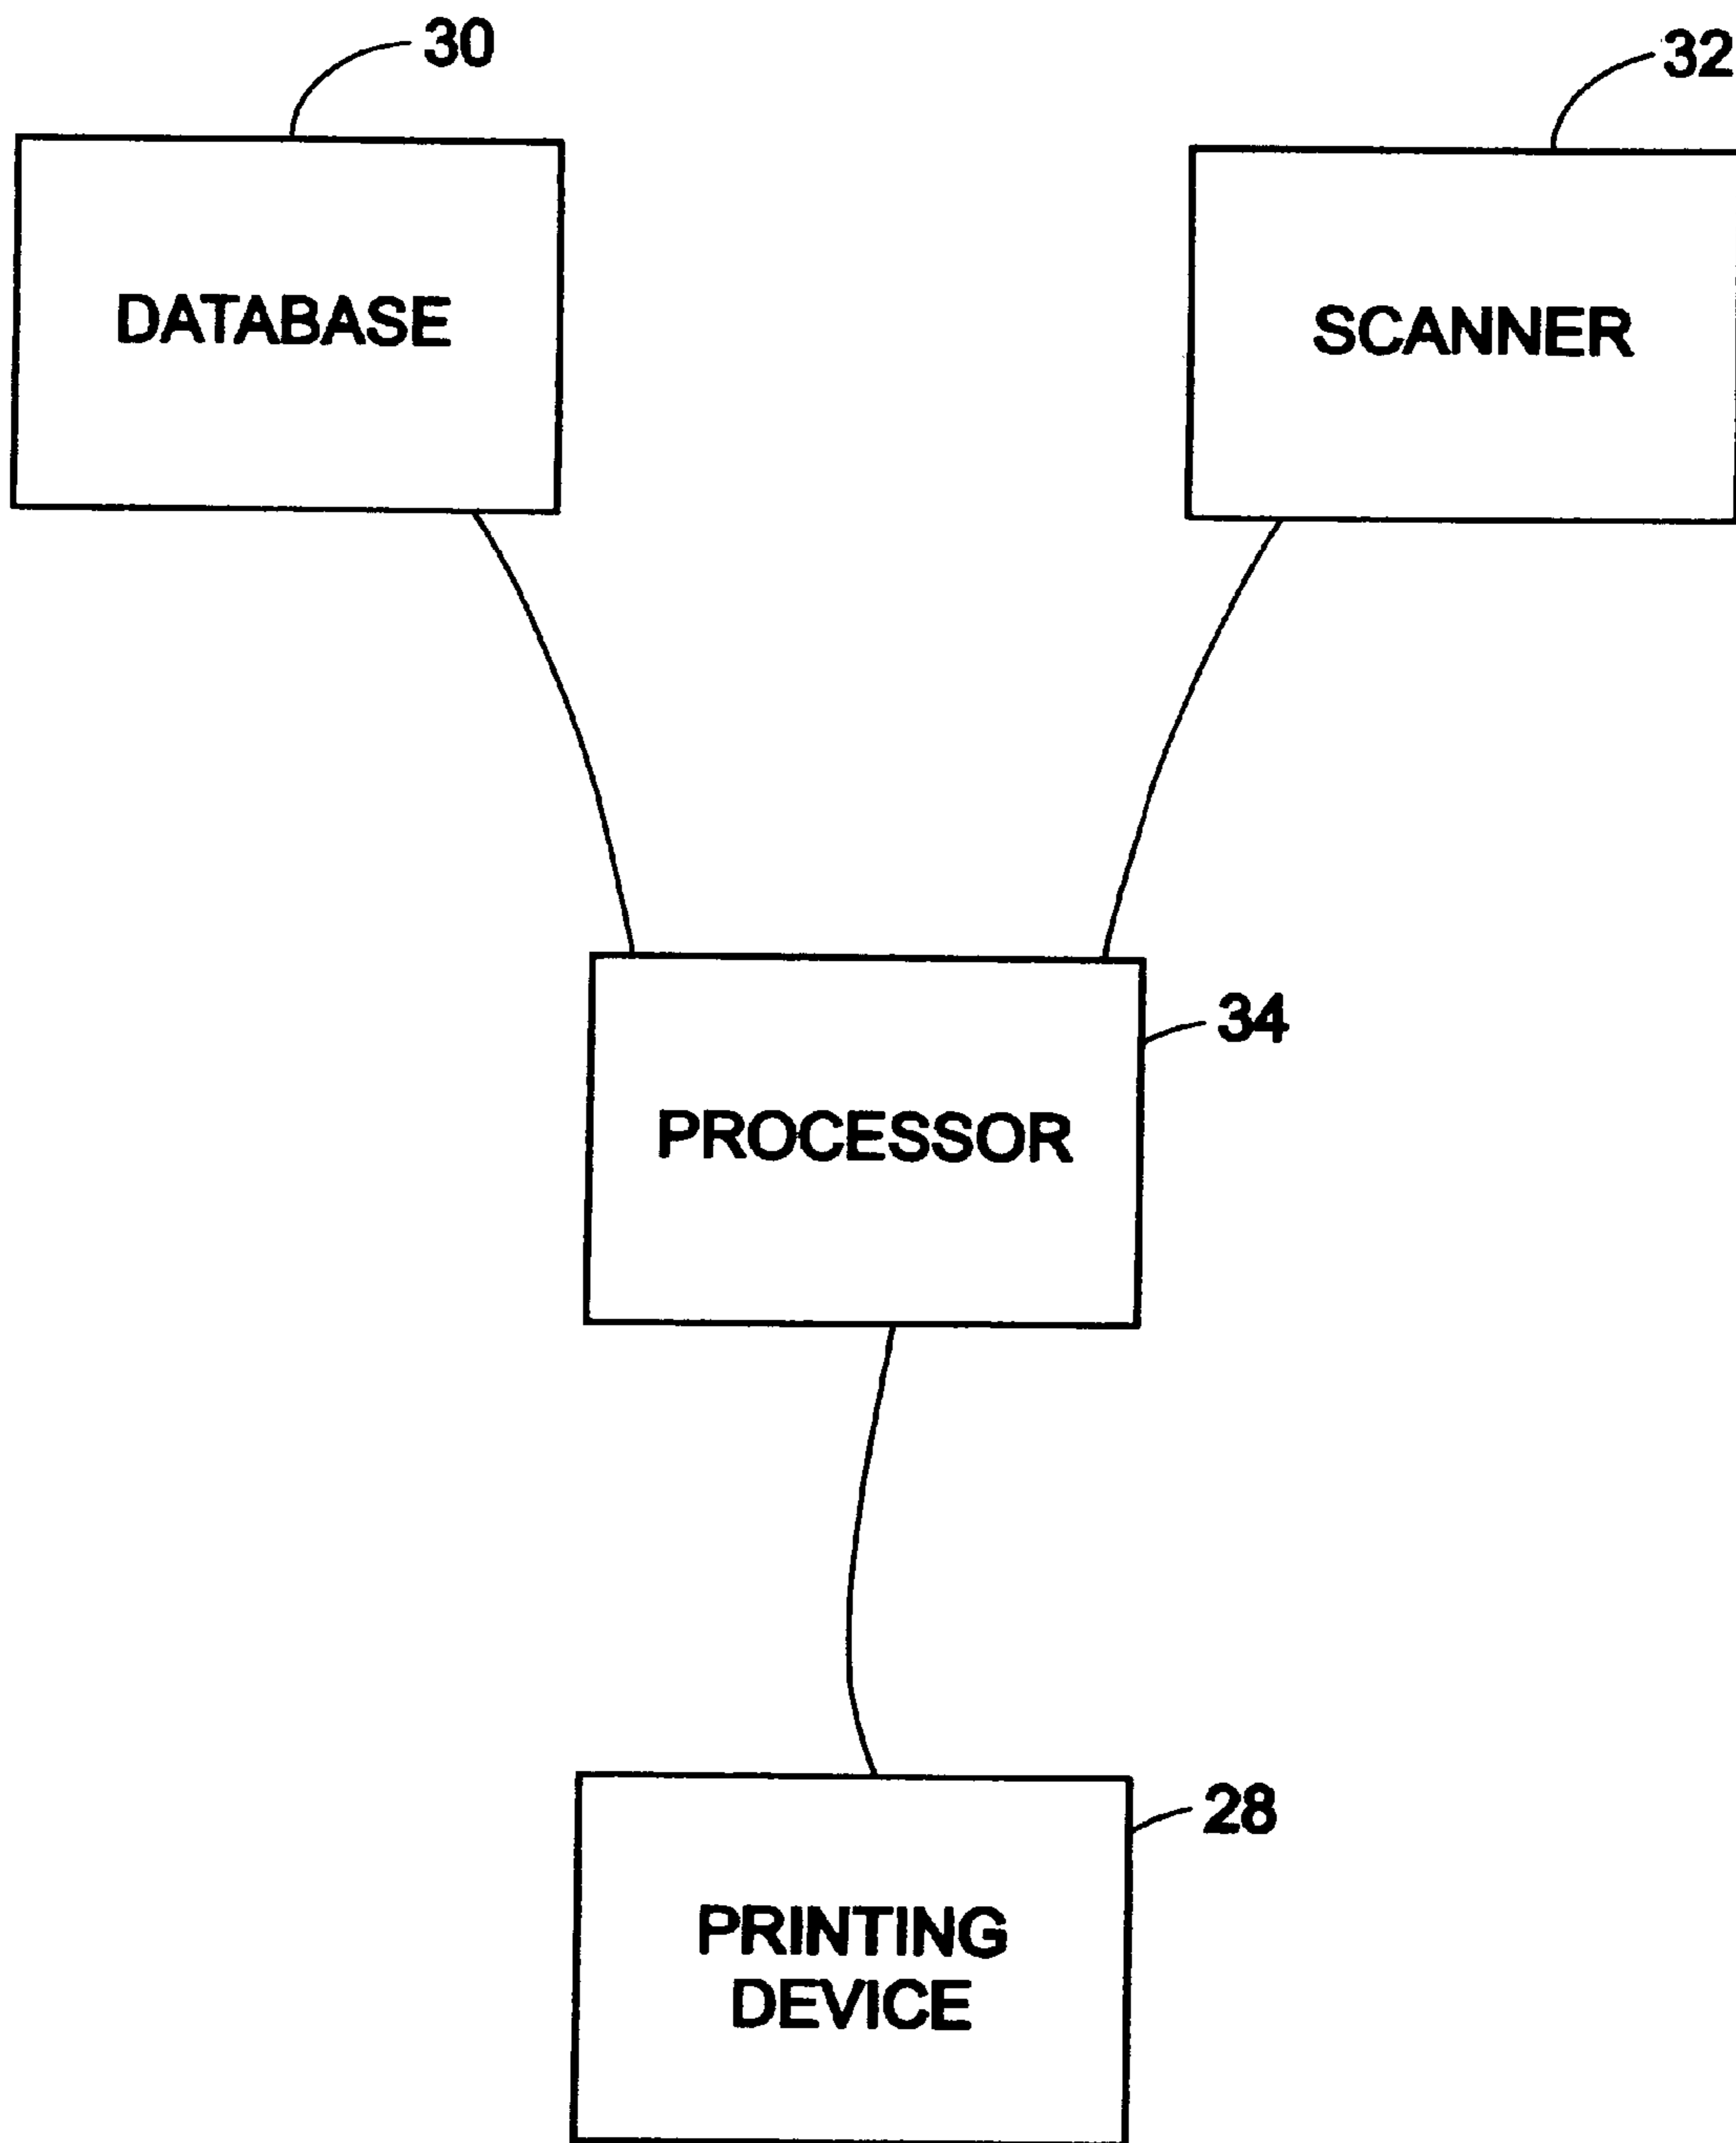 30
32
DATABASE
SCANNER
34
PROCESSOR
28
PRINTING
DEVICE